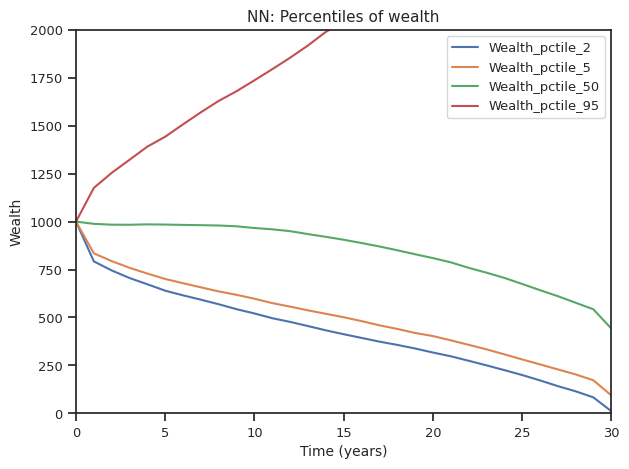 NN: Percentiles of wealth
Wealth_pctile_2
Wealth_pctile_5
Wealth_pctile_50
Wealth_pctile_95
2000
1750
1500
1250
1000
750
500
250
0
Wealth
0 5 10 15 20 25 30
Time (years)